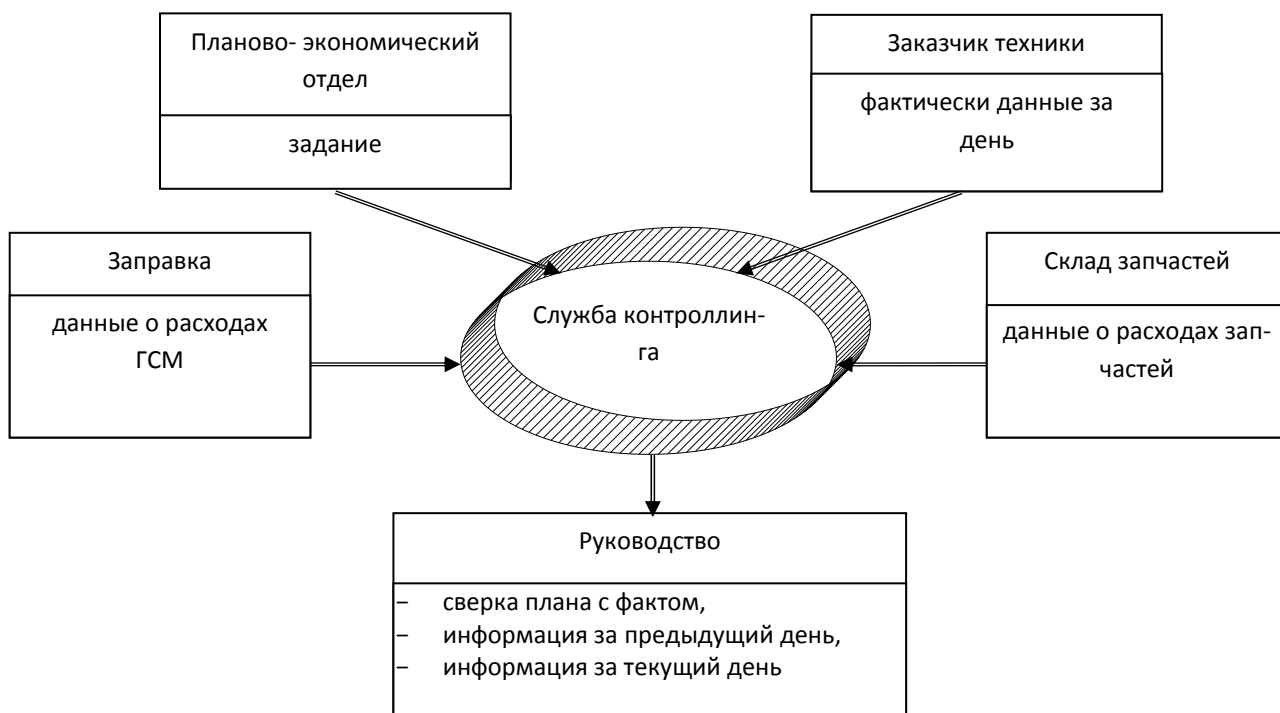 Планово- экономический
отдел
задание
Заказчик техники
фактически данные за
день
Заправка
данные о расходах
ГСМ
Служба контроллин-
га
Склад запчастей
данные о расходах зап-
частей
Руководство
− сверка плана с фактом,
− информация за предыдущий день,
− информация за текущий день